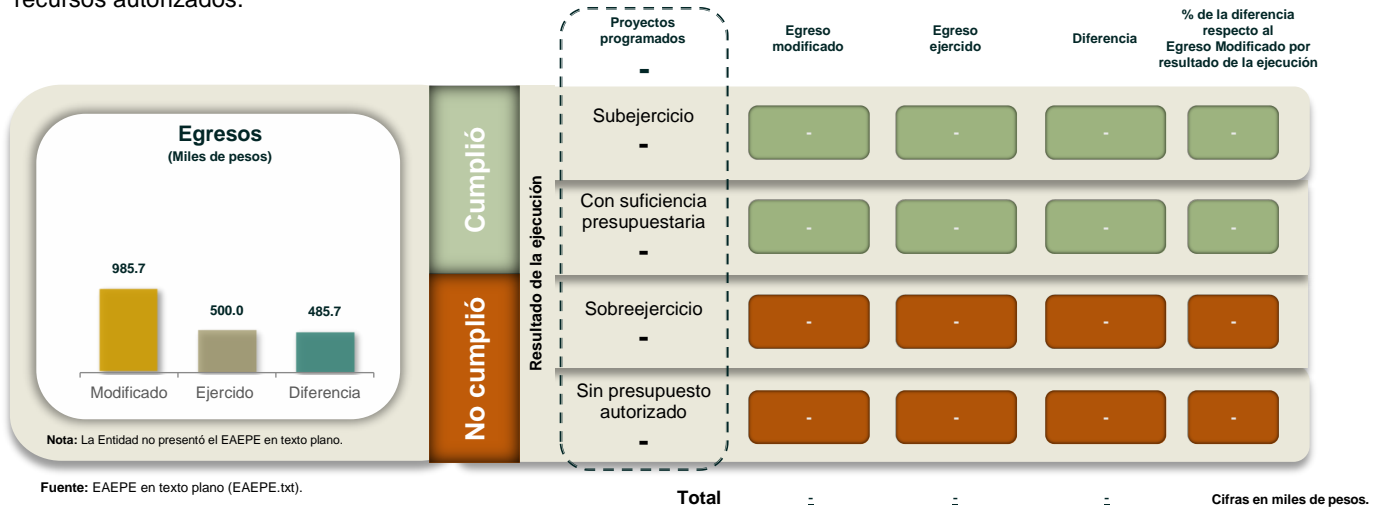 recursos autorizados.
Proyectos
programados
-
Egreso
modificado
Egreso
ejercido
Diferencia
% de la diferencia
respecto al
Egreso Modificado por
resultado de la ejecución
Egresos
(Miles de pesos)
985.7
500.0
485.7
Modificado
Ejercido
Diferencia
Nota: La Entidad no presentó el EAEPE en texto plano.
Cumplió
No cumplió
Resultado de la ejecución
Subejercicio
-
- - - -
Con suficiencia
presupuestaria
-
- - - -
Sobreejercicio
-
- - - -
Sin presupuesto
autorizado
-
- - - -
Fuente: EAEPE en texto plano (EAEPE.txt).
Total - - -
Cifras en miles de pesos.